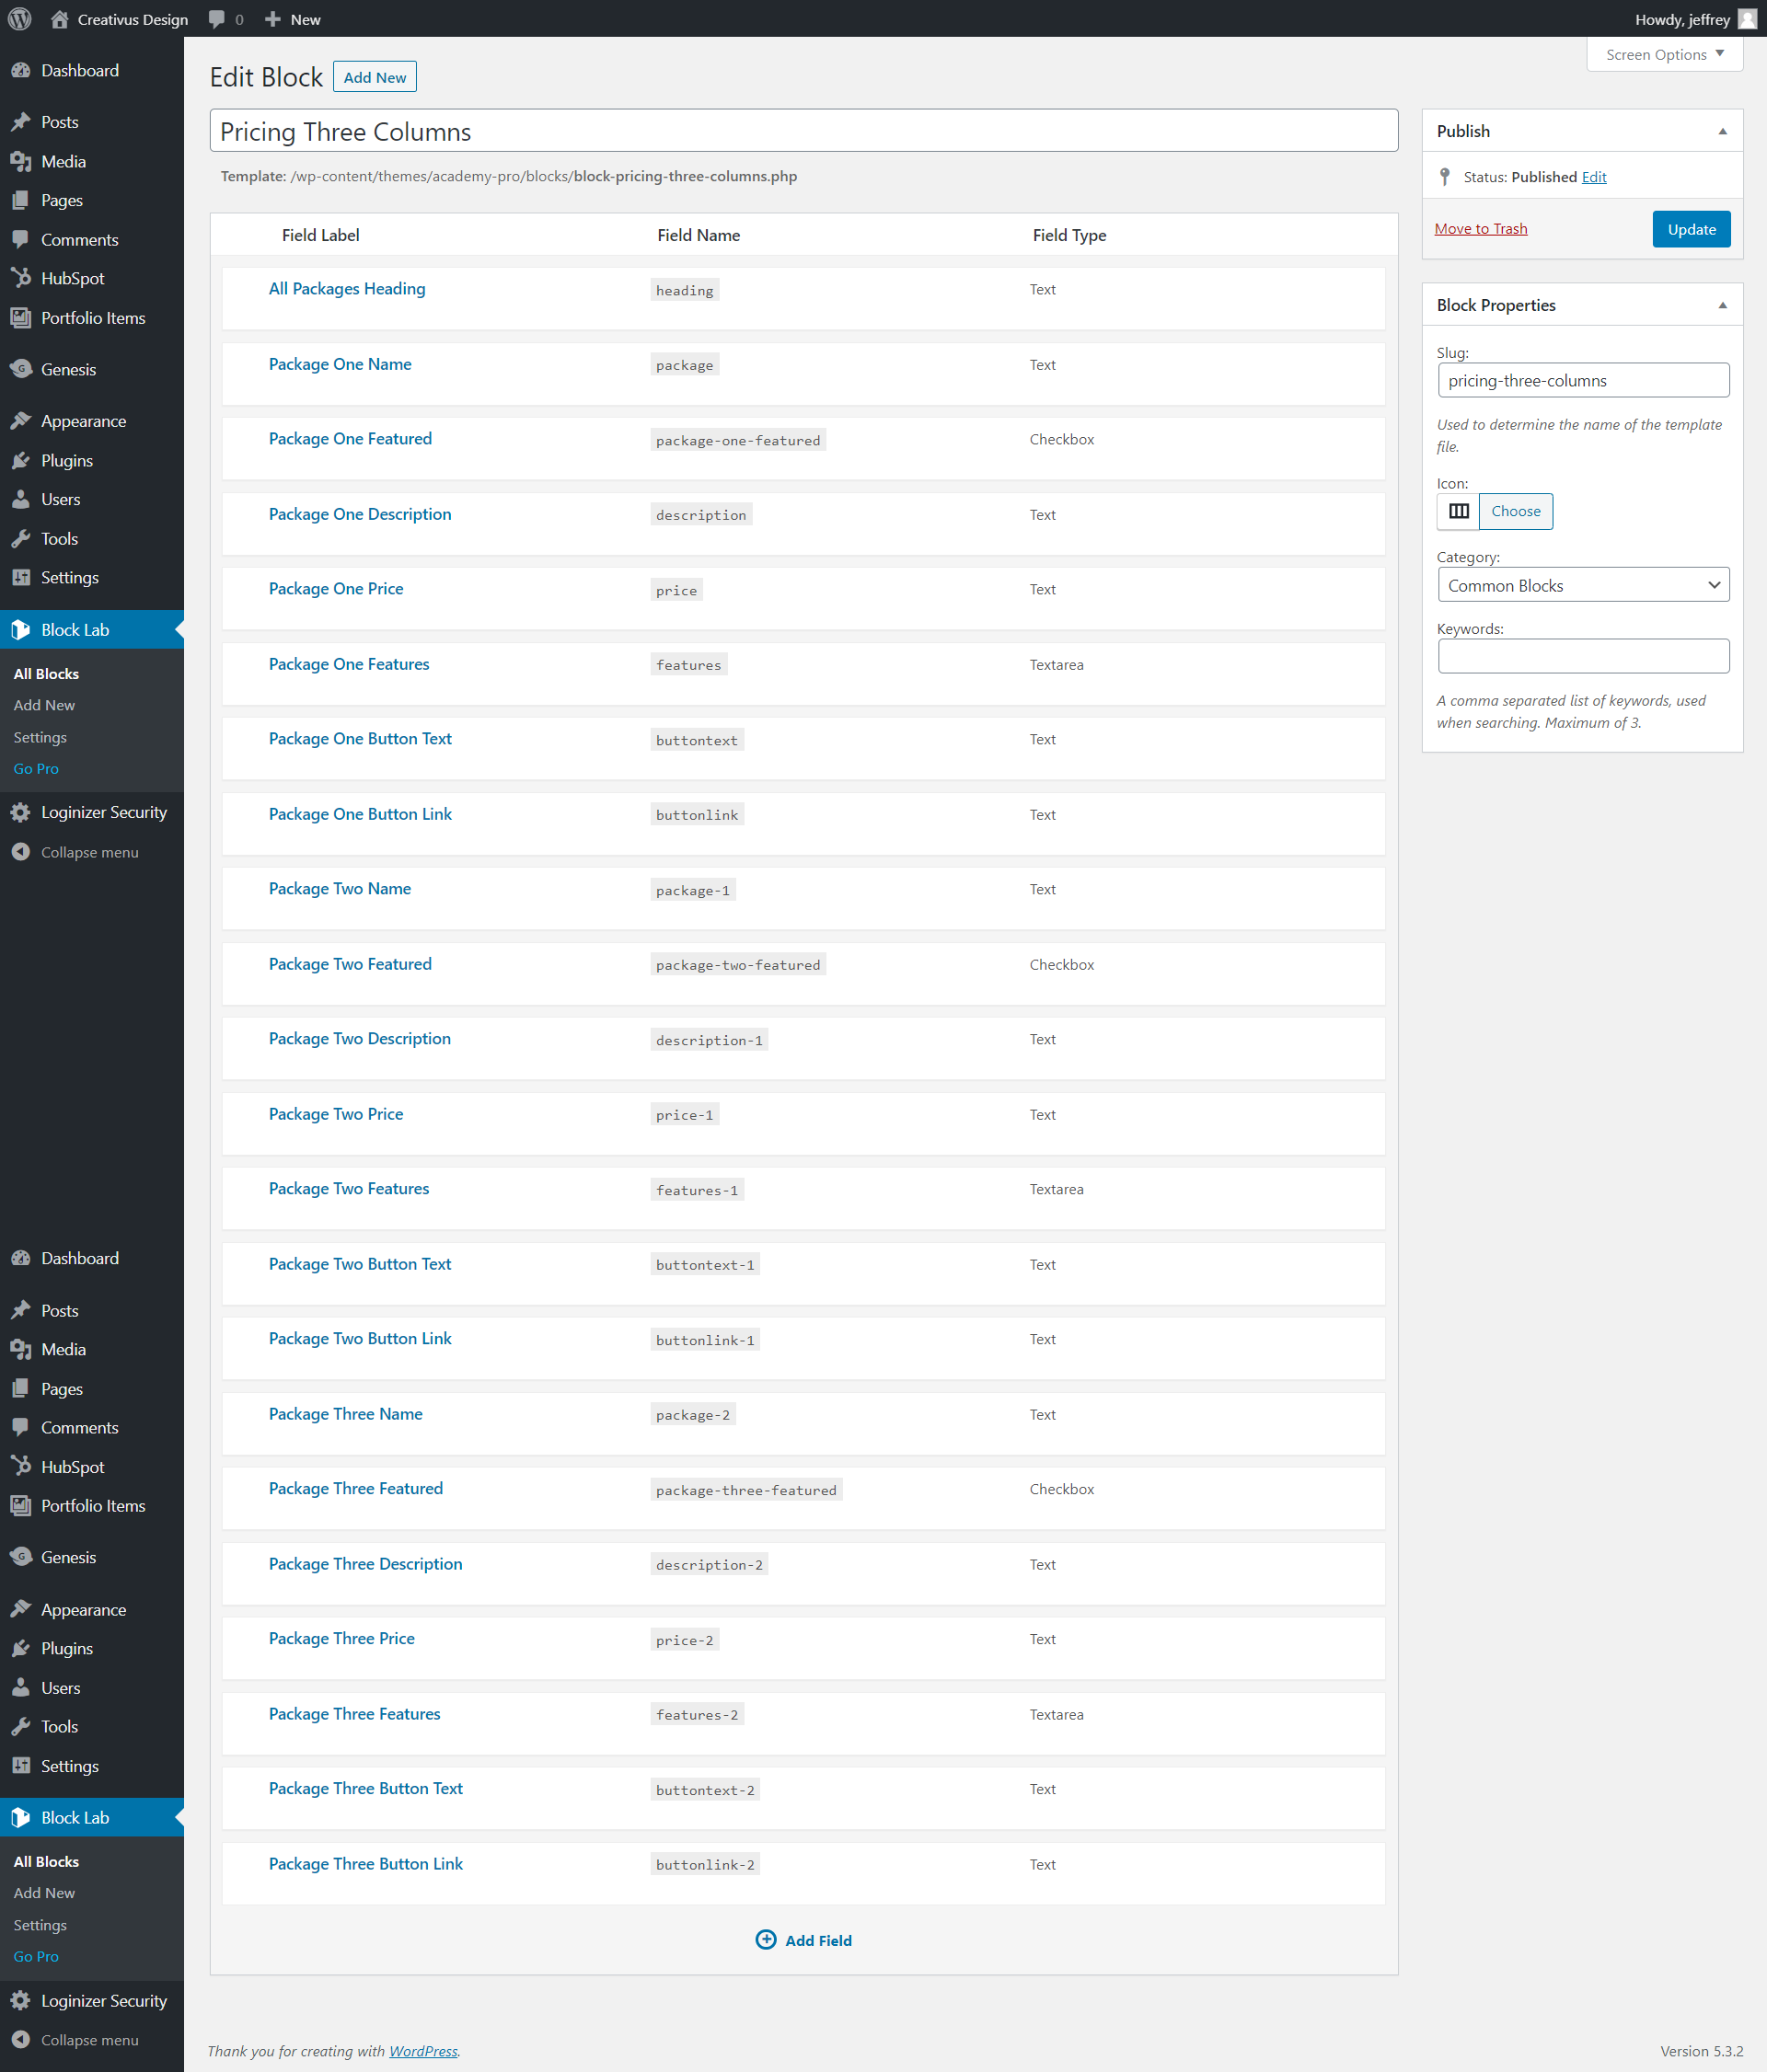 Creativus Design 0 New Howdy, jeffrey
Screen Options
Dashboard
Posts
Media
Pages
Comments
HubSpot
Portfolio Items
Genesis
Appearance
Plugins
Users
Tools
Settings
Block Lab
All Blocks
Add New
Settings
Go Pro
Loginizer Security
Collapse menu
Dashboard
Posts
Media
Pages
Comments
HubSpot
Portfolio Items
Genesis
Appearance
Plugins
Users
Tools
Settings
Block Lab
All Blocks
Add New
Settings
Go Pro
Loginizer Security
Collapse menu
Edit Block Add New
Pricing Three Columns
Template: /wp-content/themes/academy-pro/blocks/block-pricing-three-columns.php
Field Label Field Name Field Type
All Packages Heading heading Text
Package One Name package Text
Package One Featured package-one-featured Checkbox
Package One Description description Text
Package One Price price Text
Package One Features features Textarea
Package One Button Text buttontext Text
Package One Button Link buttonlink Text
Package Two Name package-1 Text
Package Two Featured package-two-featured Checkbox
Package Two Description description-1 Text
Package Two Price price-1 Text
Package Two Features features-1 Textarea
Package Two Button Text buttontext-1 Text
Package Two Button Link buttonlink-1 Text
Package Three Name package-2 Text
Package Three Featured package-three-featured Checkbox
Package Three Description description-2 Text
Package Three Price price-2 Text
Package Three Features features-2 Textarea
Package Three Button Text buttontext-2 Text
Package Three Button Link buttonlink-2 Text
Add Field
Publish
Status: Published Edit
Move to Trash Update
Block Properties
Slug:
pricing-three-columns
Used to determine the name of the template
file.
Icon:
Choose
Category:
Common Blocks
Keywords:
A comma separated list of keywords, used
when searching. Maximum of 3.
Thank you for creating with WordPress. Version 5.3.2